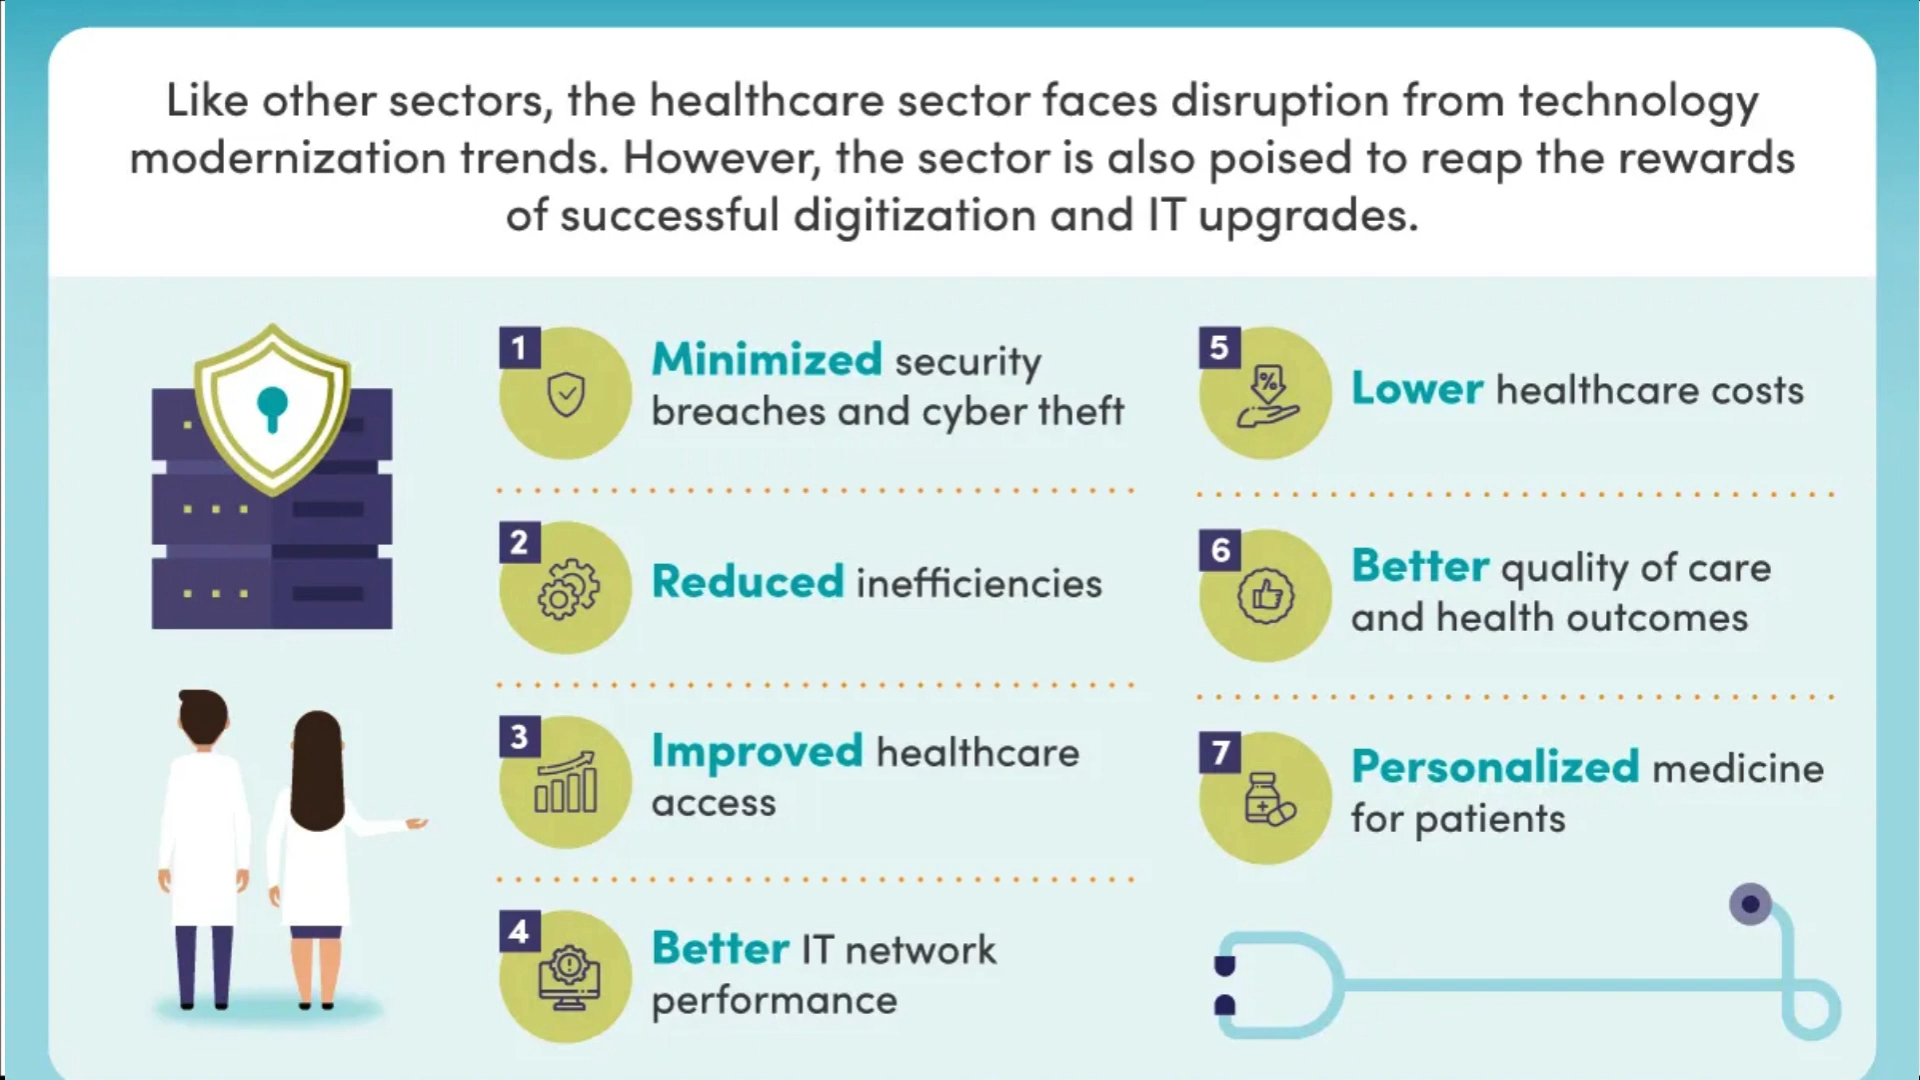 Like other sectors, the healthcare sector faces disruption from technology
modernization trends. However, the sector is also poised to reap the rewards
of successful digitization and IT upgrades.
1
Minimized security
breaches and cyber theft
2
Reduced inefficiencies
3
Improved healthcare
access
4
Better IT network
performance
5
%
Lower healthcare costs
6
Better quality of care
and health outcomes
7
Personalized medicine
for patients